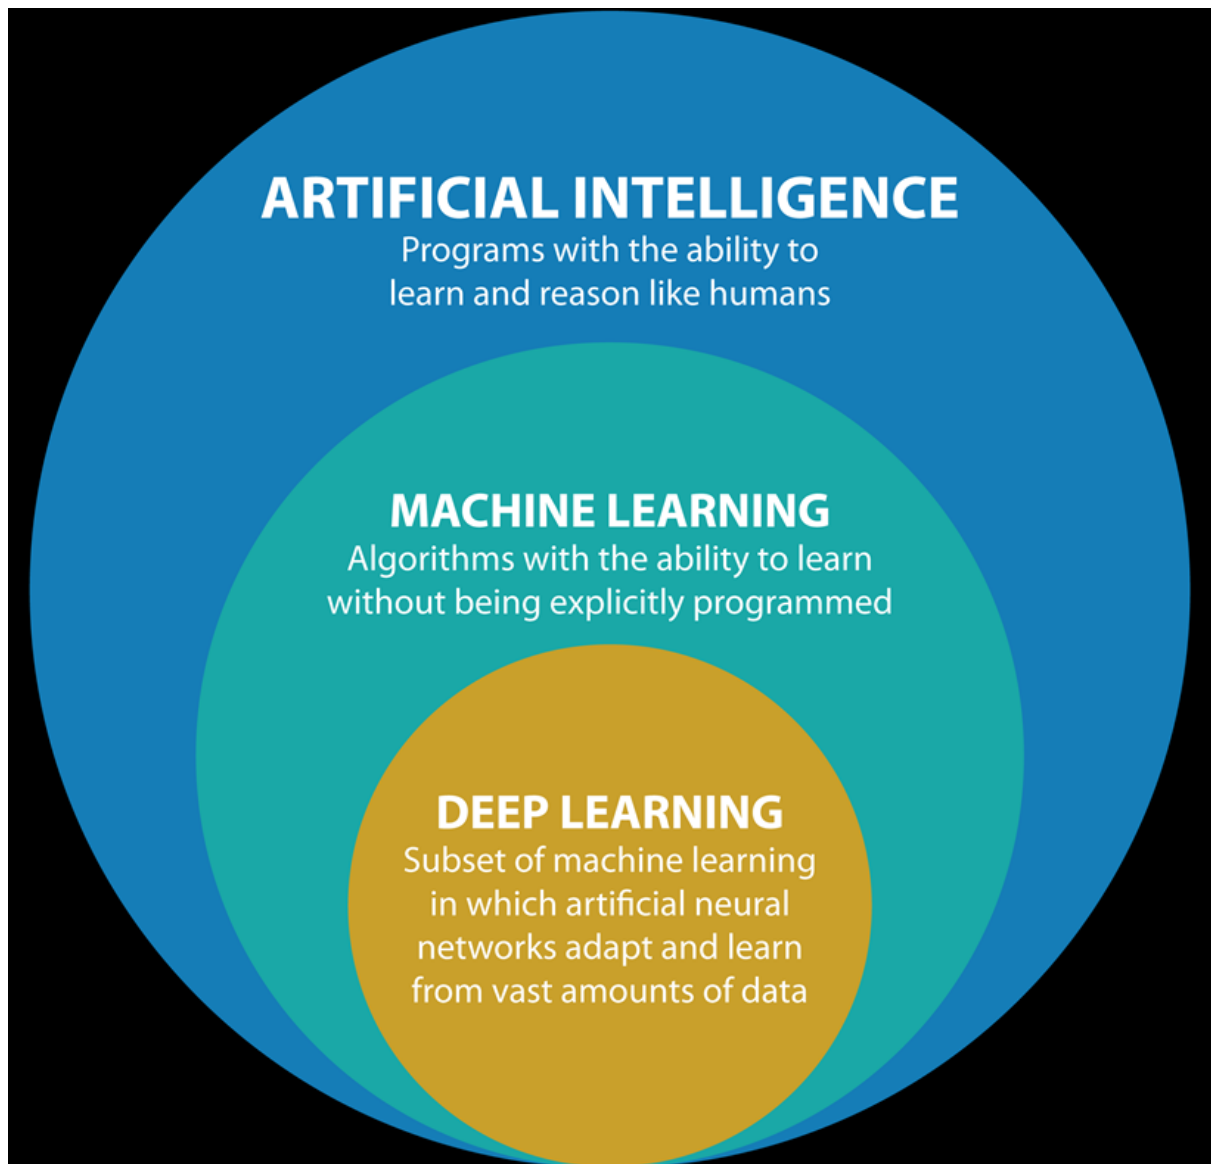 ARTIFICIAL INTELLIGENCE
Programs with the ability to
learn and reason like humans
MACHINE LEARNING
Algorithms with the ability to learn
without being explicitly programmed
DEEP LEARNING
Subset of machine learning
in which artificial neural
networks adapt and learn
from vast amounts of data